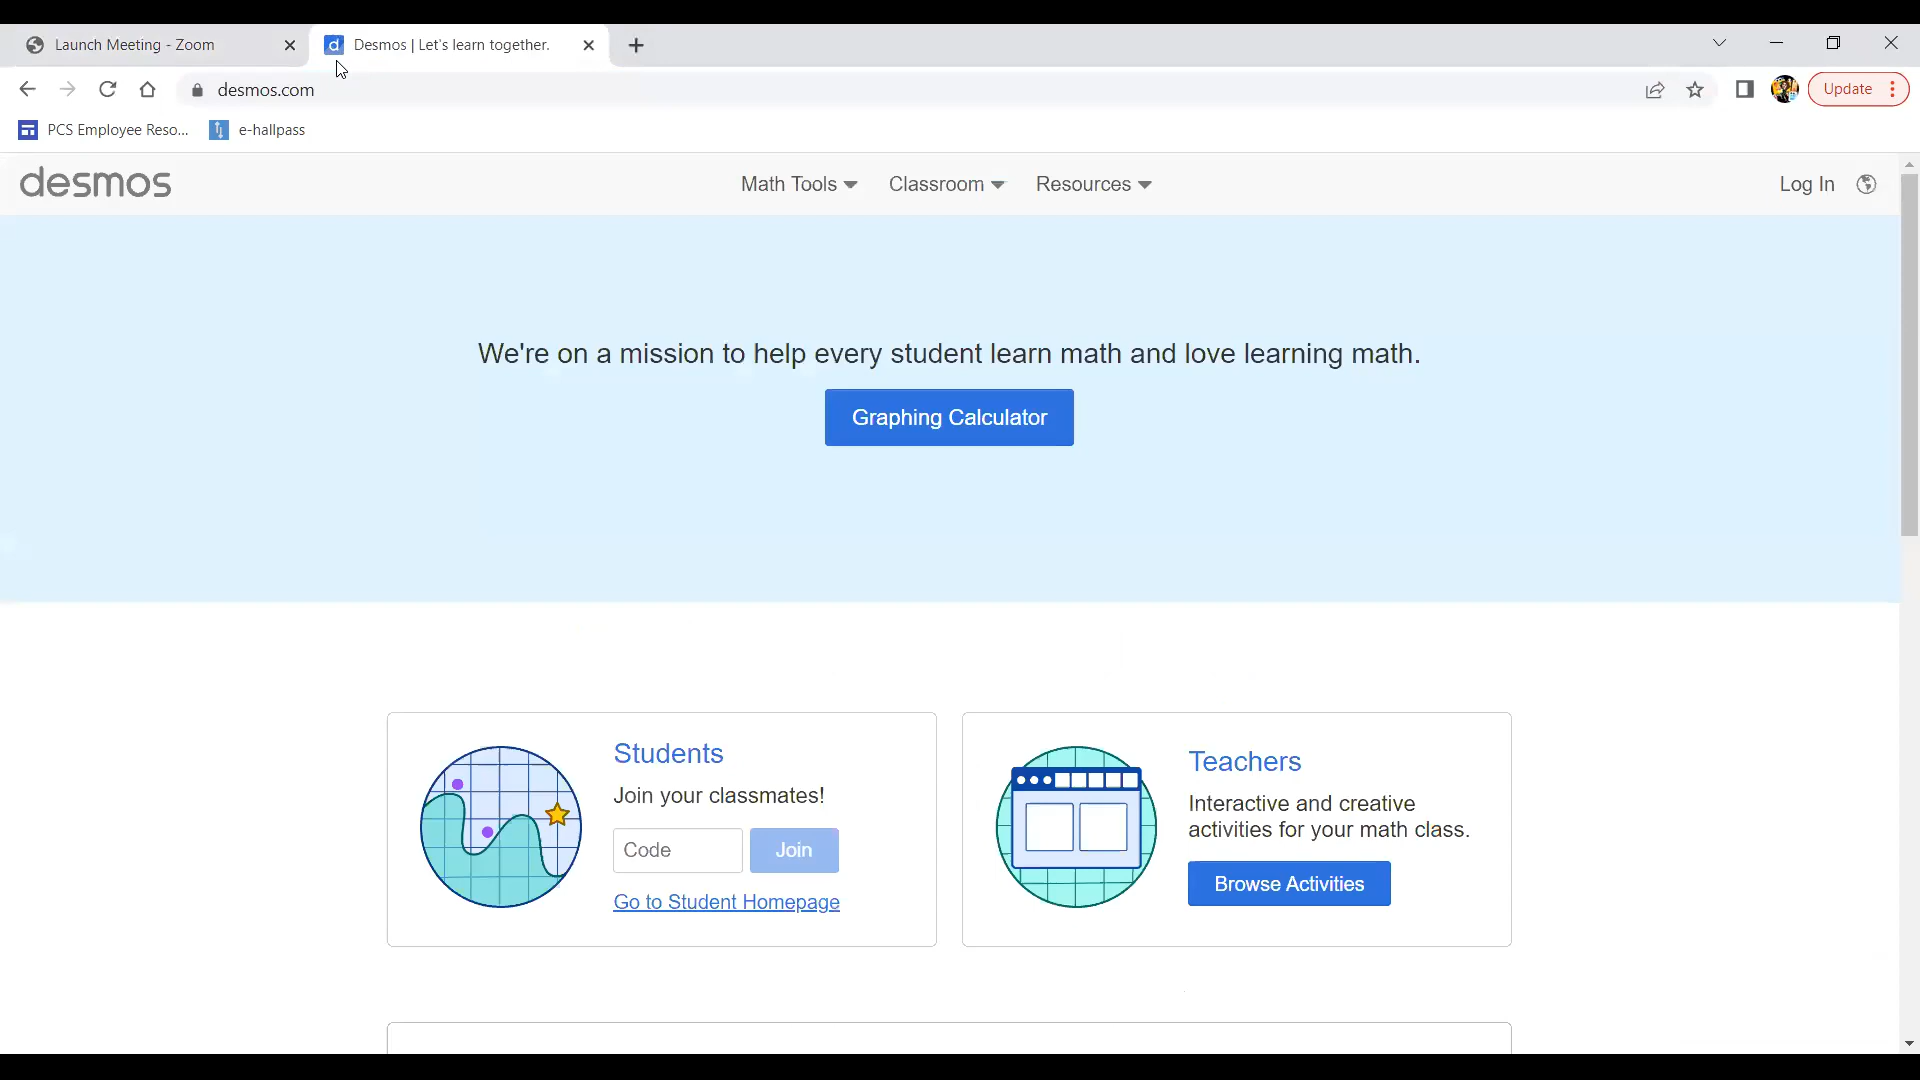 Launch Meeting - Zoom
Desmos | Let's learn together.
desmos.com
Update
PCS Employee Reso...
e-hallpass
desmos
Math Tools
Classroom
Resources
Log In
We're on a mission to help every student learn math and love learning math.
Graphing Calculator
Students
Join your classmates!
Code
Join
Go to Student Homepage
Teachers
Interactive and creative
activities for your math class.
Browse Activities